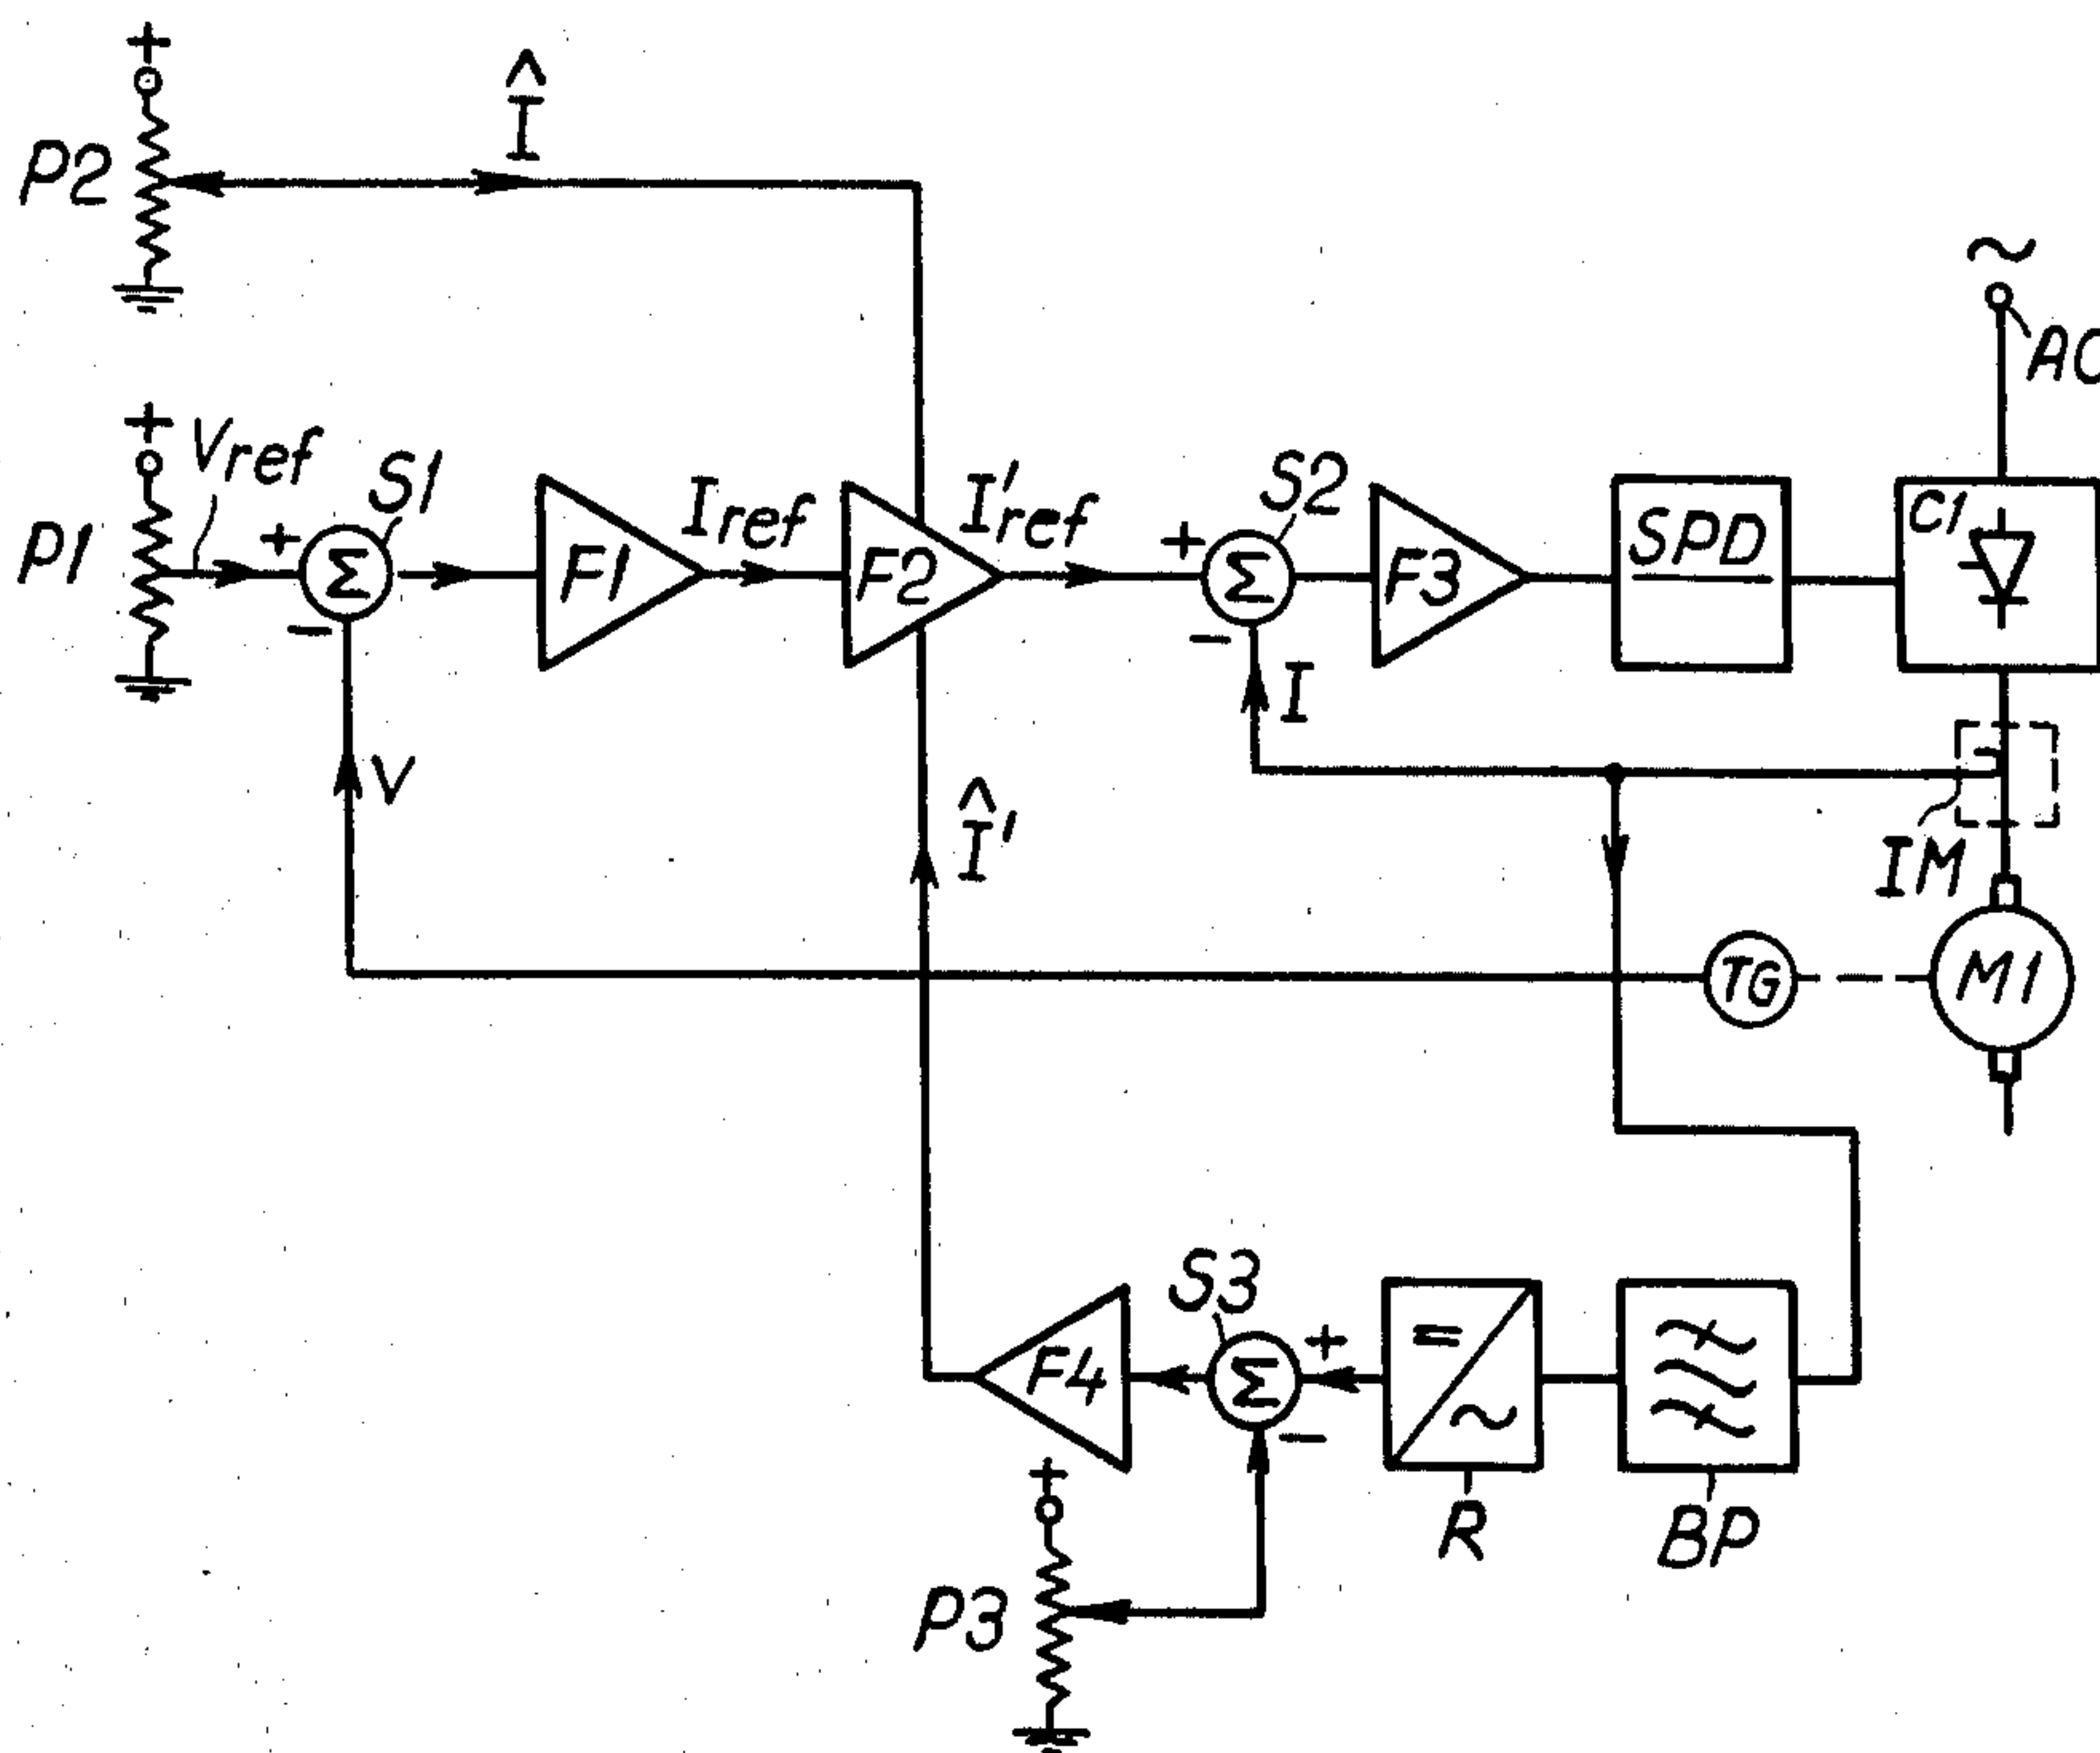 +
Î
P2
~
AC
+
Vref
S1
P1
+
Σ
−
F1
Iref
F2
I'ref
S2
+
Σ
−
F3
SPD
C1
I
V
Î'
IM
TG
M1
S3
F4
Σ
+
−
=
~
R
BP
+
P3